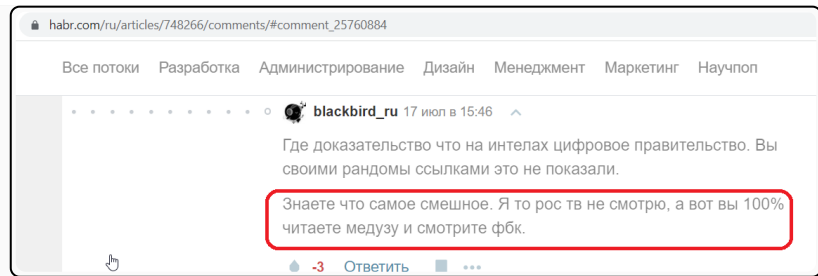 habr.com/ru/articles/748266/comments/#comment_25760884
Все потоки Разработка Администрирование Дизайн Менеджмент Маркетинг Научпоп
blackbird_ru 17 июл в 15:46
Где доказательство что на интелах цифровое правительство. Вы
своими рандомы ссылками это не показали.
Знаете что самое смешное. Я то рос тв не смотрю, а вот вы 100%
читаете медузу и смотрите фбк.
-3 Ответить